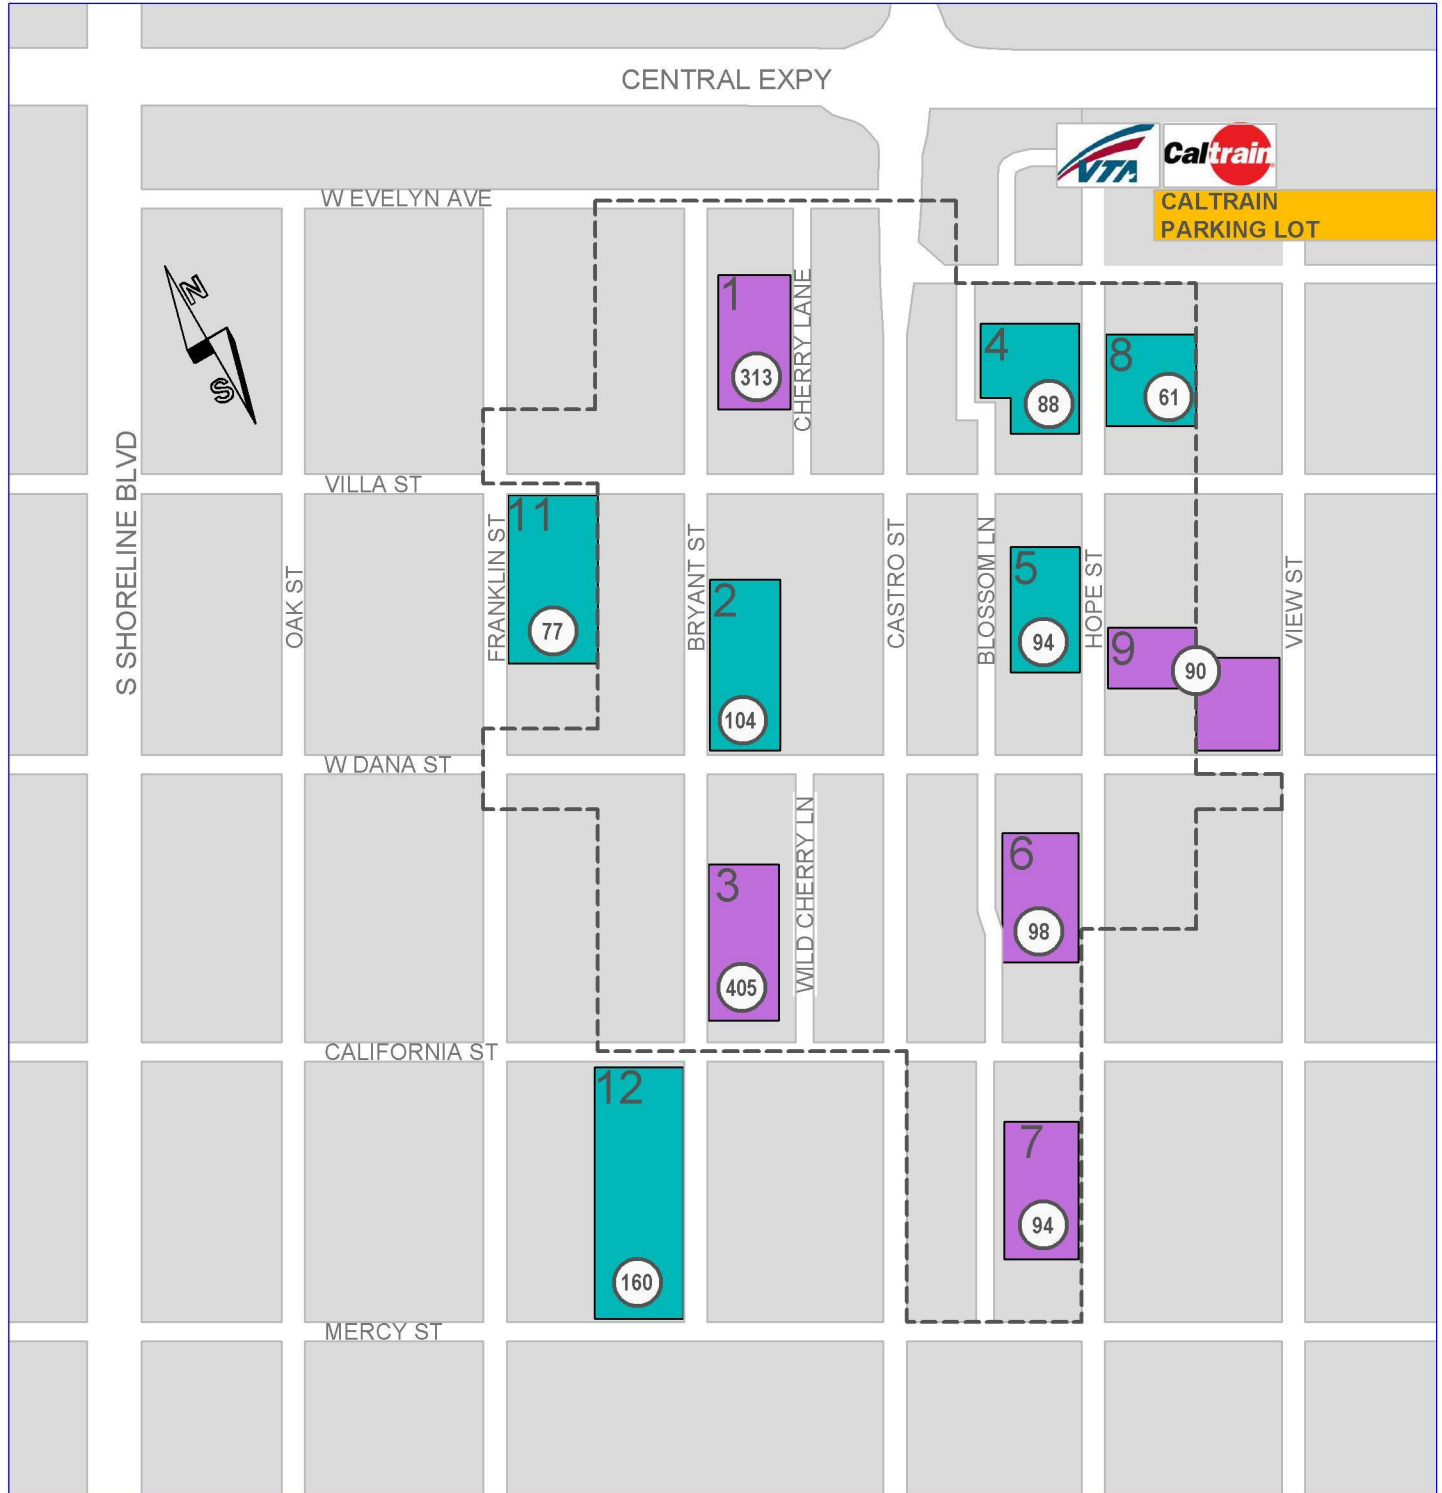 CENTRAL EXPY
VTA
Caltrain
W EVELYN AVE
CALTRAIN
PARKING LOT
N
S
1
313
CHERRY LANE
4
88
8
61
S SHORELINE BLVD
VILLA ST
OAK ST
FRANKLIN ST
11
77
BRYANT ST
2
104
CASTRO ST
BLOSSOM LN
5
94
HOPE ST
9
90
VIEW ST
W DANA ST
3
405
WILD CHERRY LN
6
98
CALIFORNIA ST
12
160
7
94
MERCY ST